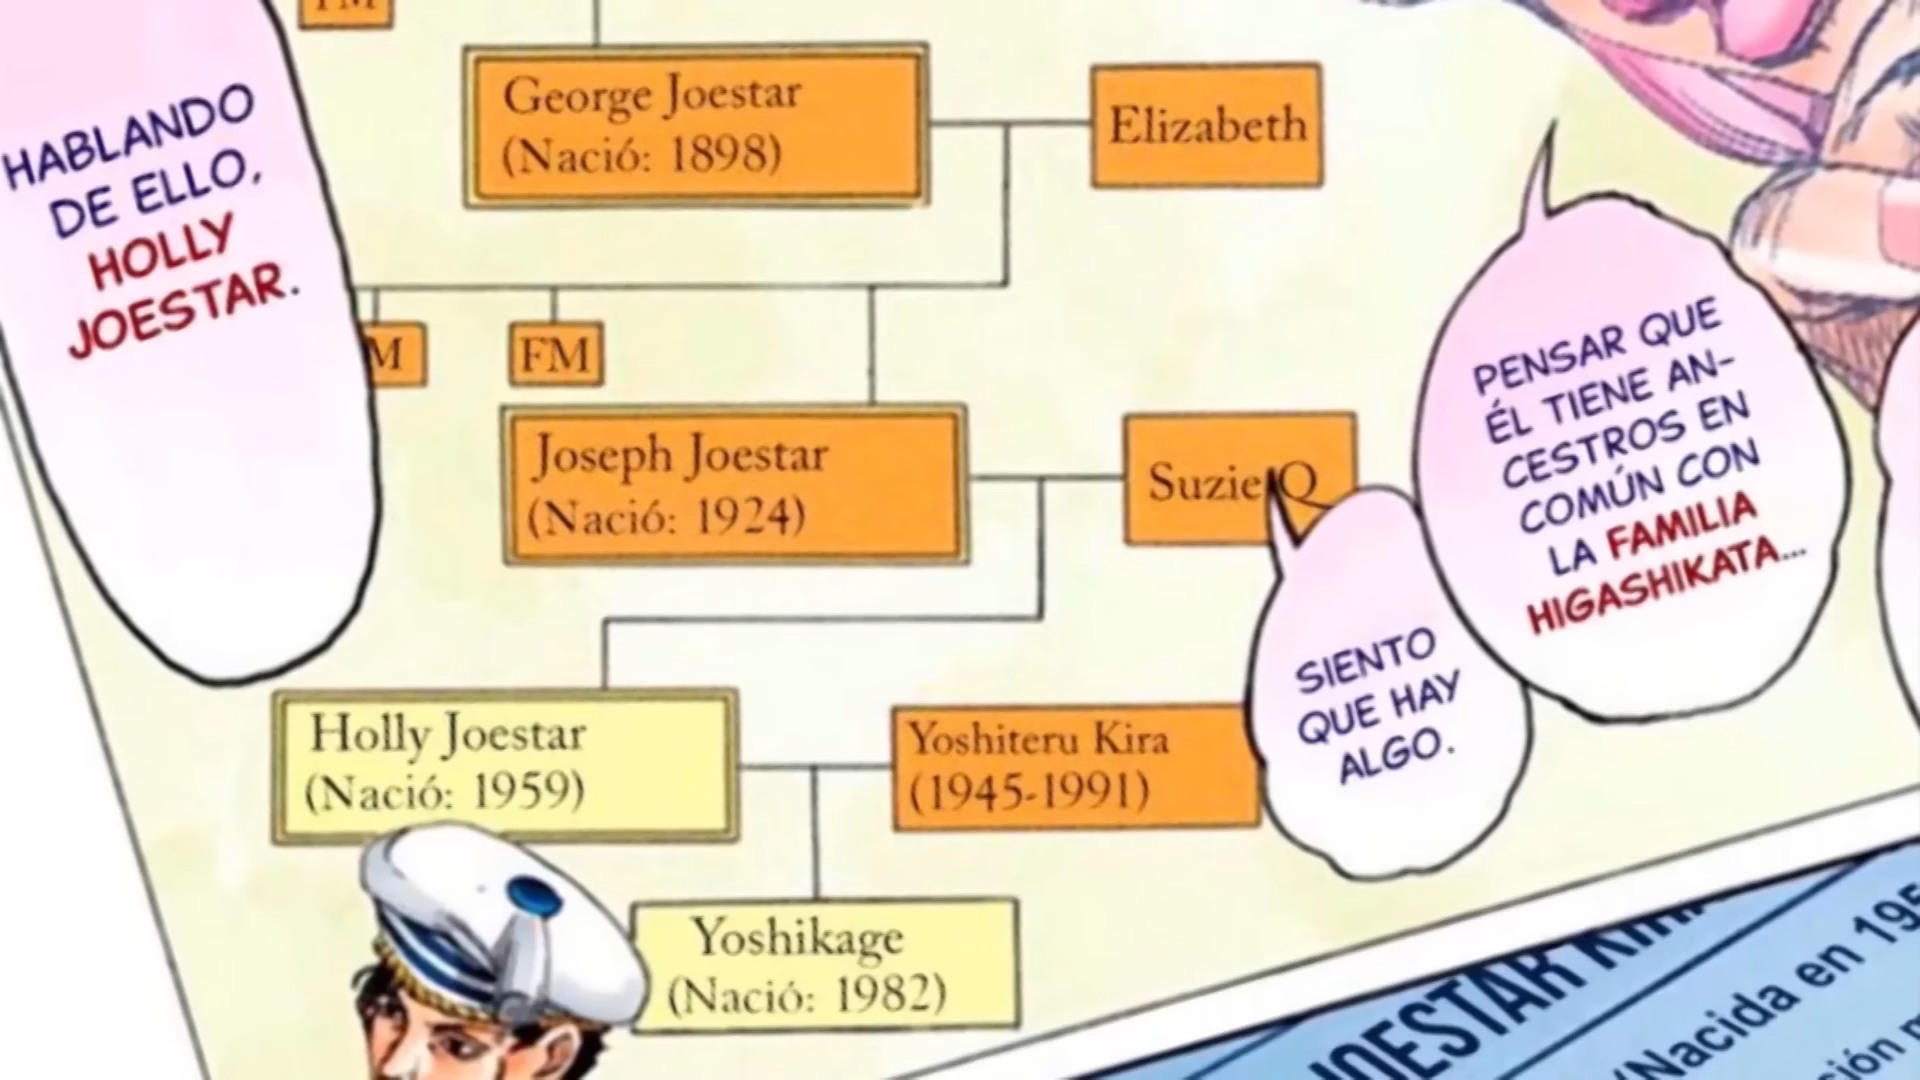 FM
George Joestar
(Nació: 1898)
Elizabeth
HABLANDO
DE ELLO,
HOLLY
JOESTAR.
M
FM
Joseph Joestar
(Nació: 1924)
Suzie Q
PENSAR QUE
ÉL TIENE AN-
CESTROS EN
COMÚN CON
LA FAMILIA
HIGASHIKATA...
SIENTO
QUE HAY
ALGO.
Holly Joestar
(Nació: 1959)
Yoshiteru Kira
(1945-1991)
Yoshikage
(Nació: 1982)
JOESTAR KIRA
(Nacida en 195